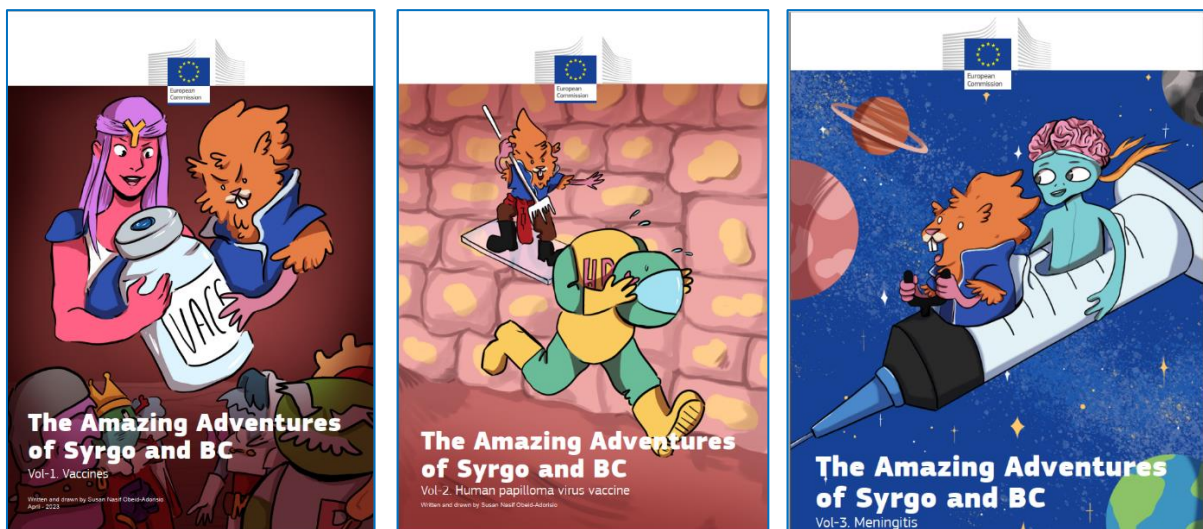 European
Commission
VACC
The Amazing Adventures
of Syrgo and BC
Vol-1. Vaccines
Written and drawn by Susan Nasif Obeid-Adorisio
April - 2023
European
Commission
HP
The Amazing Adventures
of Syrgo and BC
Vol-2. Human papilloma virus vaccine
Written and drawn by Susan Nasif Obeid-Adorisio
European
Commission
The Amazing Adventures
of Syrgo and BC
Vol-3. Meningitis